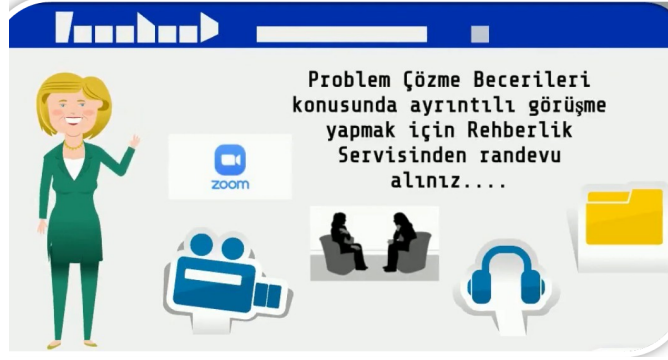 Problem Çözme Becerileri
konusunda ayrıntılı görüşme
yapmak için Rehberlik
Servisinden randevu
alınız....
zoom